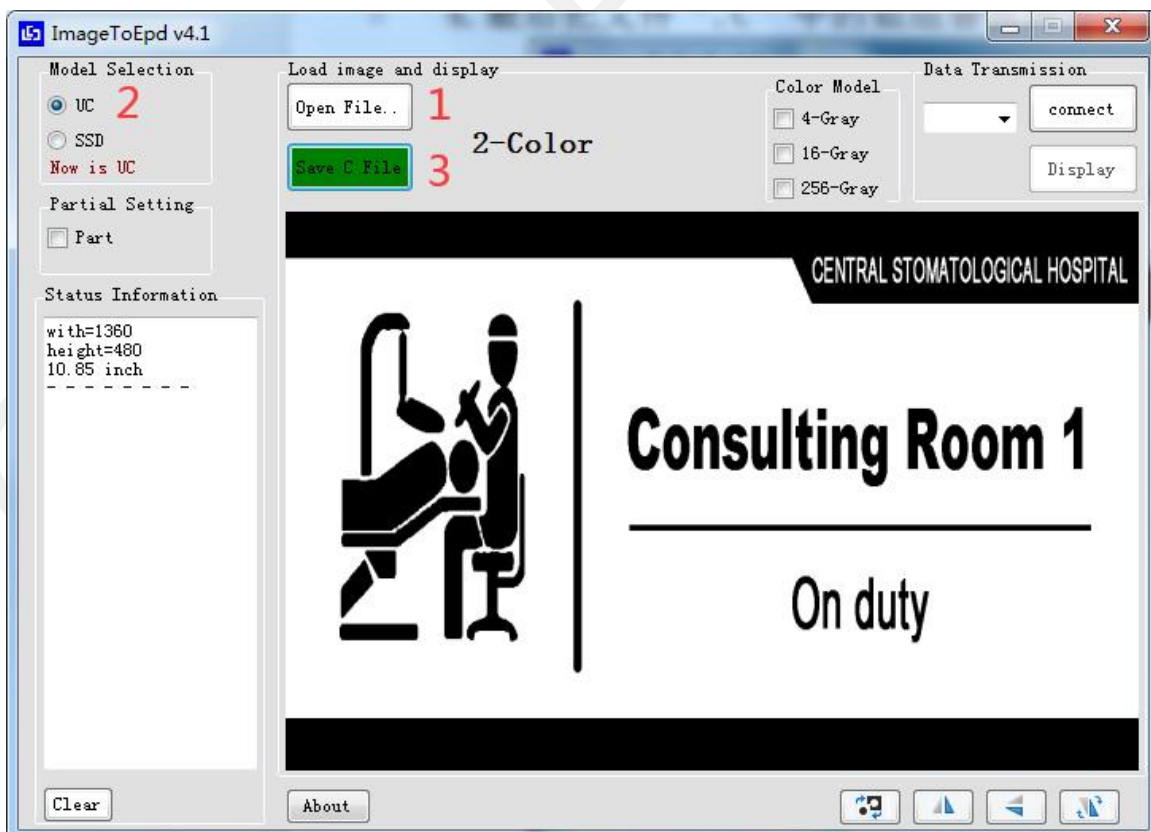 ImageToEpd v4.1
Model Selection
UC 2
SSD
Now is UC
Partial Setting
Part
Status Information
with=1360
height=480
10.85 inch
- - - - - - - -
Clear
Load image and display
Open File.. 1
Save C File 3
2-Color
Color Model
4-Gray
16-Gray
256-Gray
Data Transmission
connect
Display
CENTRAL STOMATOLOGICAL HOSPITAL
Consulting Room 1
On duty
About